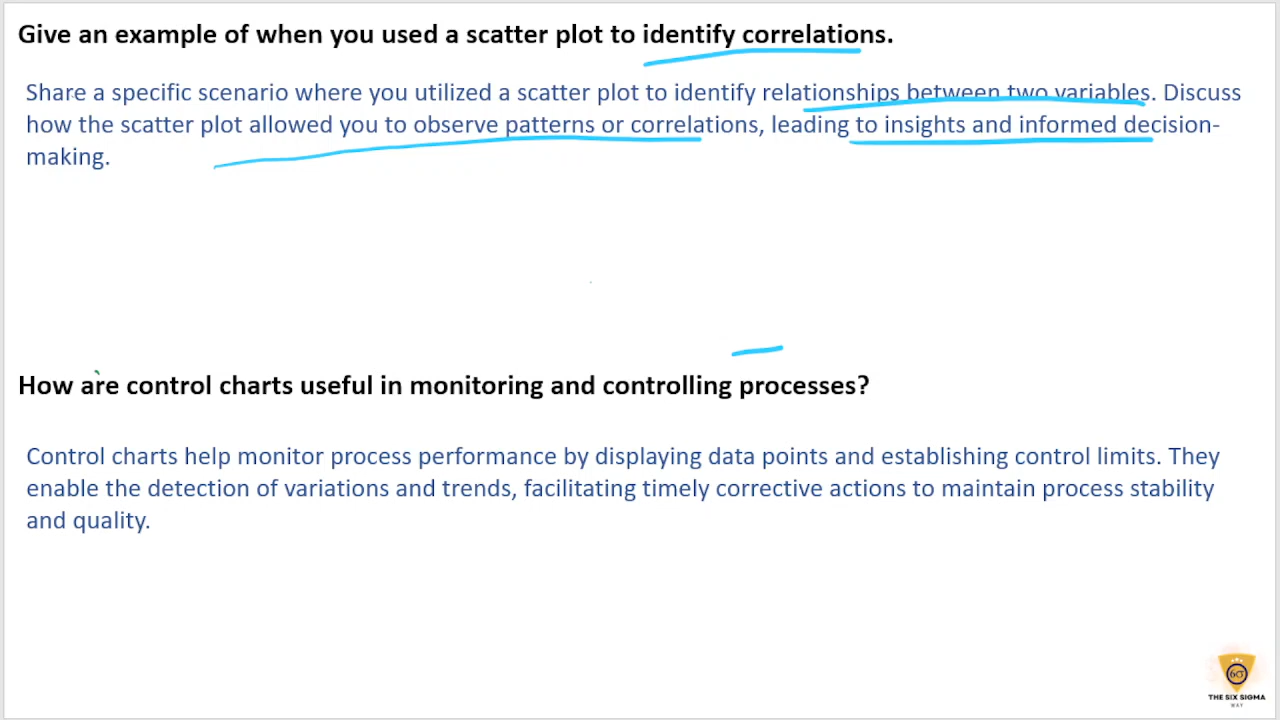 Give an example of when you used a scatter plot to identify correlations.
Share a specific scenario where you utilized a scatter plot to identify relationships between two variables. Discuss
how the scatter plot allowed you to observe patterns or correlations, leading to insights and informed decision-
making.
How are control charts useful in monitoring and controlling processes?
Control charts help monitor process performance by displaying data points and establishing control limits. They
enable the detection of variations and trends, facilitating timely corrective actions to maintain process stability
and quality.
6σ
THE SIX SIGMA
WAY